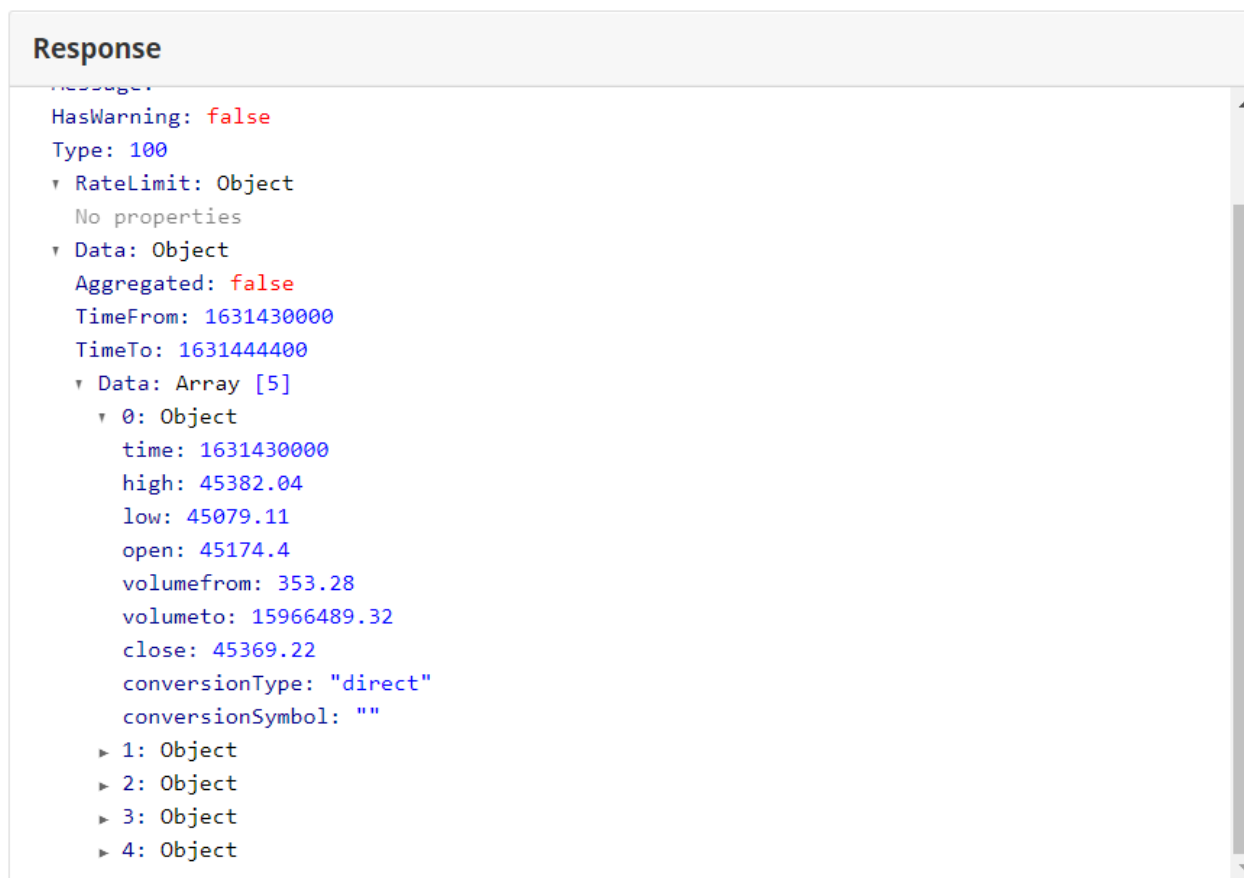 Response
HasWarning: false
Type: 100
RateLimit: Object
No properties
Data: Object
Aggregated: false
TimeFrom: 1631430000
TimeTo: 1631444400
Data: Array [5]
0: Object
time: 1631430000
high: 45382.04
low: 45079.11
open: 45174.4
volumefrom: 353.28
volumeto: 15966489.32
close: 45369.22
conversionType: "direct"
conversionSymbol: ""
1: Object
2: Object
3: Object
4: Object